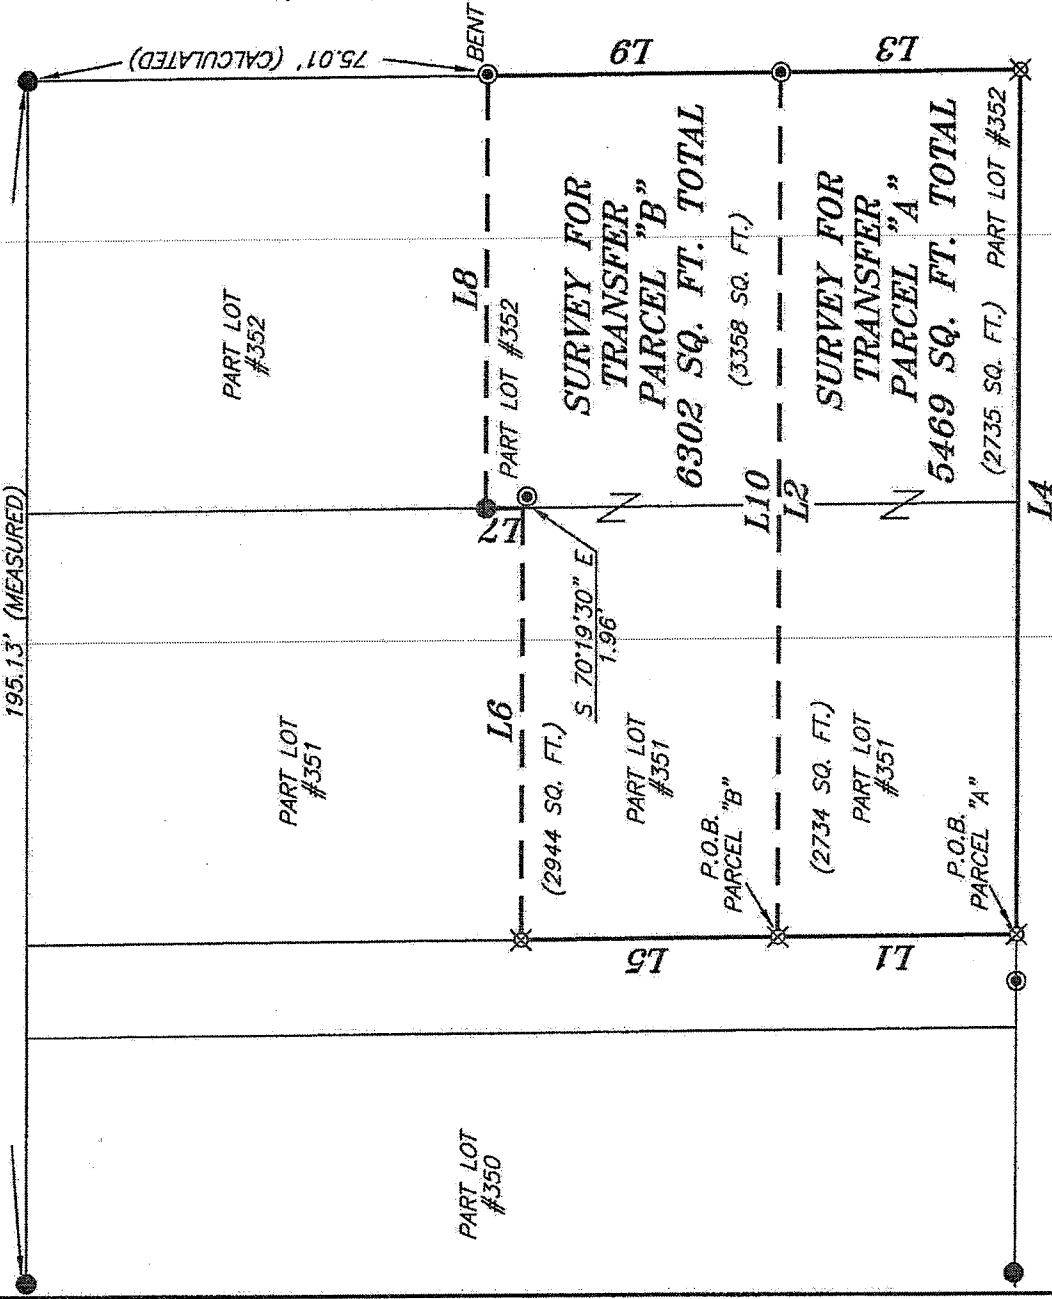 195.13' (MEASURED)
75.01' (CALCULATED)
BENT
PART LOT
#352
PART LOT
#351
PART LOT
#350
L8
PART LOT #352
L7
L9
SURVEY FOR
TRANSFER
PARCEL "B"
6302 SQ. FT. TOTAL
(3358 SQ. FT.)
S 70°19'30" E
1.96'
L6
(2944 SQ. FT.)
PART LOT
#351
P.O.B.
PARCEL "B"
L5
L10
L2
L3
SURVEY FOR
TRANSFER
PARCEL "A"
5469 SQ. FT. TOTAL
(2735 SQ. FT.) PART LOT #352
(2734 SQ. FT.)
PART LOT
#351
P.O.B.
PARCEL "A"
L1
L4